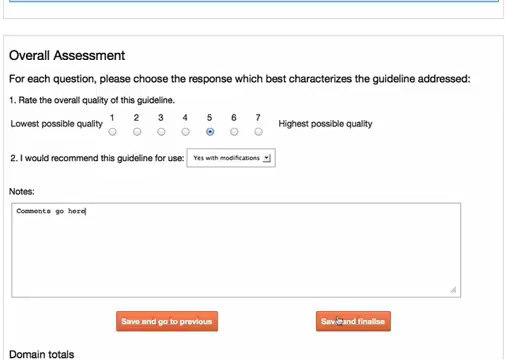 Overall Assessment
For each question, please choose the response which best characterizes the guideline addressed:
1. Rate the overall quality of this guideline.
1 2 3 4 5 6 7
Lowest possible quality Highest possible quality
2. I would recommend this guideline for use: Yes with modifications
Notes:
Comments go here
Save and go to previous Save and finalise
Domain totals